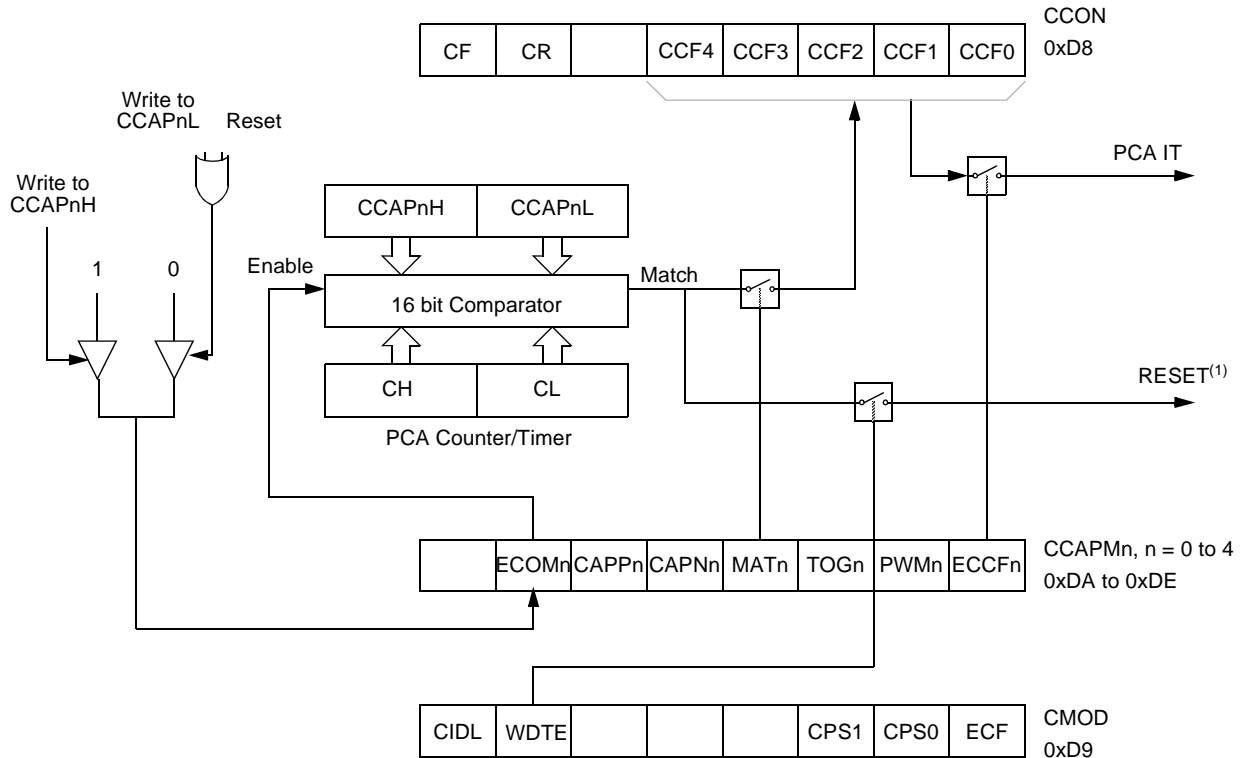 CCON
0xD8
CF CR CCF4 CCF3 CCF2 CCF1 ECCF0
Write to
CCAPnL Reset
Write to
CCAPnH
1 0
PCA IT
CCAPnH CCAPnL
Enable
16 bit Comparator
Match
CH CL
PCA Counter/Timer
RESET(1)
ECOMn CAPPn CAPNn MATn TOGn PWMn ECCFn
CCAPMn, n = 0 to 4
0xDA to 0xDE
CIDL WDTE CPS1 CPS0 ECF
CMOD
0xD9